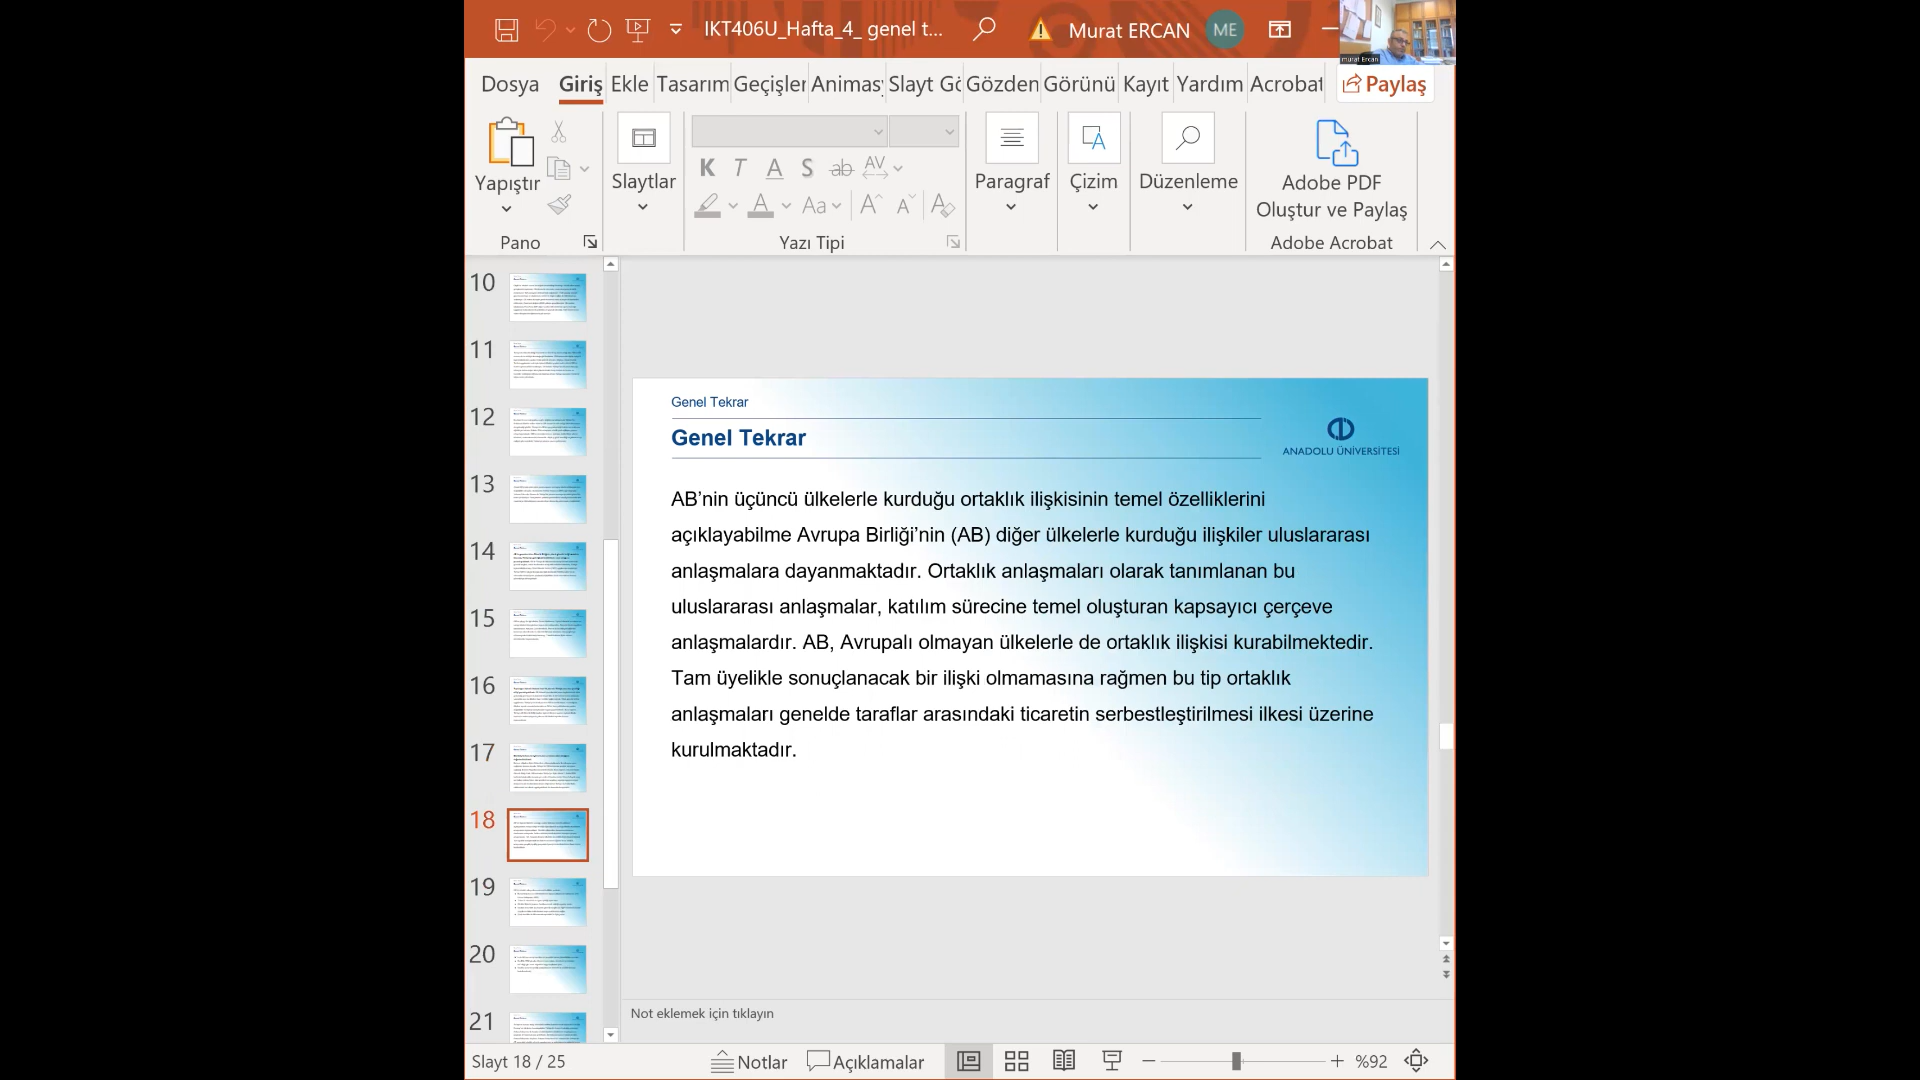 IKT406U_Hafta_4_ genel t...
Murat ERCAN
ME
murat Ercan
Dosya
Giriş
Ekle
Tasarım
Geçişler
Animasy
Slayt Gö
Gözden
Görünü
Kayıt
Yardım
Acrobat
Paylaş
Yapıştır
Slaytlar
K T A S ab AV
A Aa A A A
Paragraf
Çizim
Düzenleme
Adobe PDF
Oluştur ve Paylaş
Pano
Yazı Tipi
Adobe Acrobat
10
11
12
13
14
15
16
17
18
19
20
21
Genel Tekrar
Genel Tekrar
ANADOLU ÜNİVERSİTESİ
AB’nin üçüncü ülkelerle kurduğu ortaklık ilişkisinin temel özelliklerini
açıklayabilme Avrupa Birliği’nin (AB) diğer ülkelerle kurduğu ilişkiler uluslararası
anlaşmalara dayanmaktadır. Ortaklık anlaşmaları olarak tanımlanan bu
uluslararası anlaşmalar, katılım sürecine temel oluşturan kapsayıcı çerçeve
anlaşmalardır. AB, Avrupalı olmayan ülkelerle de ortaklık ilişkisi kurabilmektedir.
Tam üyelikle sonuçlanacak bir ilişki olmamasına rağmen bu tip ortaklık
anlaşmaları genelde taraflar arasındaki ticaretin serbestleştirilmesi ilkesi üzerine
kurulmaktadır.
Not eklemek için tıklayın
Slayt 18 / 25
Notlar
Açıklamalar
%92